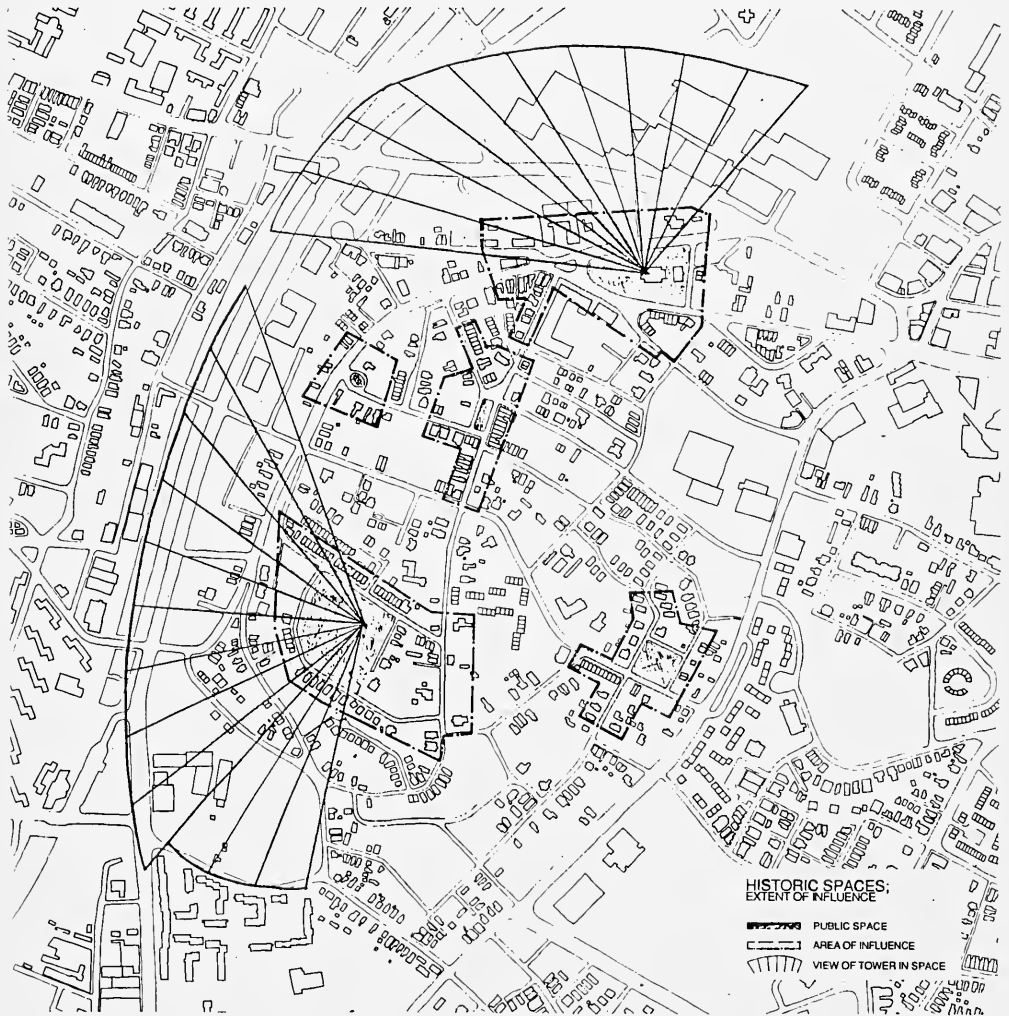 HISTORIC SPACES;
EXTENT OF INFLUENCE
PUBLIC SPACE
AREA OF INFLUENCE
VIEW OF TOWER IN SPACE